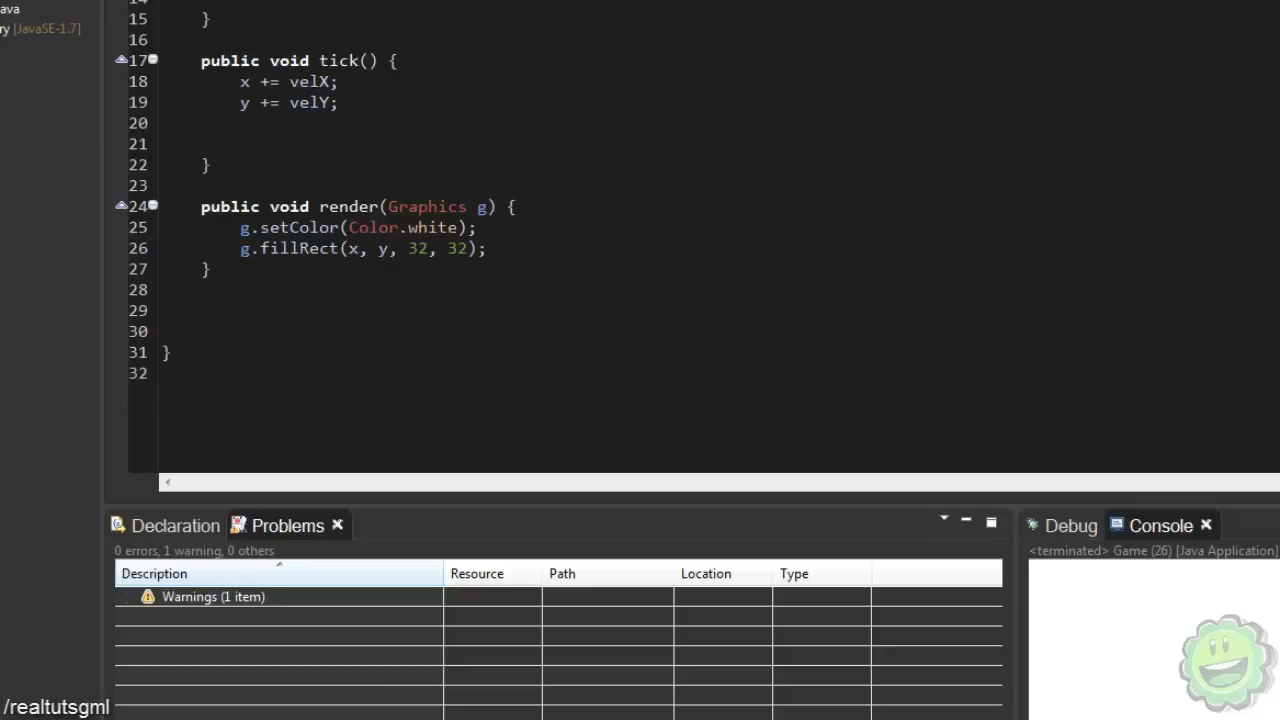 ava
ry [JavaSE-1.7]
15 }
16
17 public void tick() {
18 x += velX;
19 y += velY;
20
21
22 }
23
24 public void render(Graphics g) {
25 g.setColor(Color.white);
26 g.fillRect(x, y, 32, 32);
27 }
28
29
30
31 }
32
Declaration Problems
0 errors, 1 warning, 0 others
Description Resource Path Location Type
Warnings (1 item)
Debug Console
<terminated> Game (26) [Java Application]
/realtutsgml